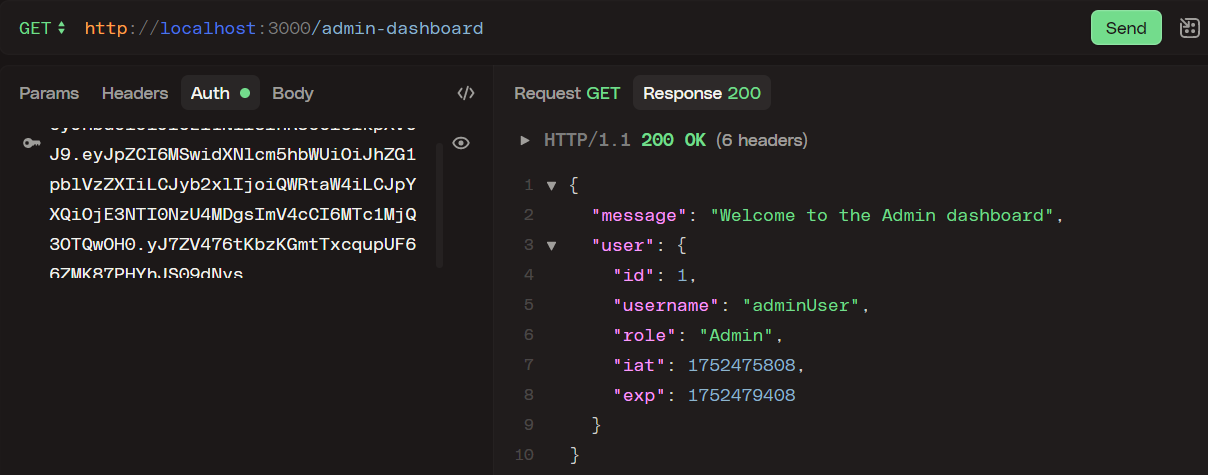 GET http://localhost:3000/admin-dashboard Send
Params Headers Auth Body
J9.eyJpZCI6MSwidXNlcm5hbWUiOiJhZG1
pblVzZXIiLCJyb2xlIjoiQWRtaW4iLCJpY
XQiOjE3NTI0NzU4MDgsImV4cCI6MTc1MjQ
3OTQwOH0.yJ7ZV476tKbzKGmtTxcqupUF6
6ZMK87PHYhJS09dNys
Request GET Response 200
HTTP/1.1 200 OK (6 headers)
1 {
2 "message": "Welcome to the Admin dashboard",
3 "user": {
4 "id": 1,
5 "username": "adminUser",
6 "role": "Admin",
7 "iat": 1752475808,
8 "exp": 1752479408
9 }
10 }